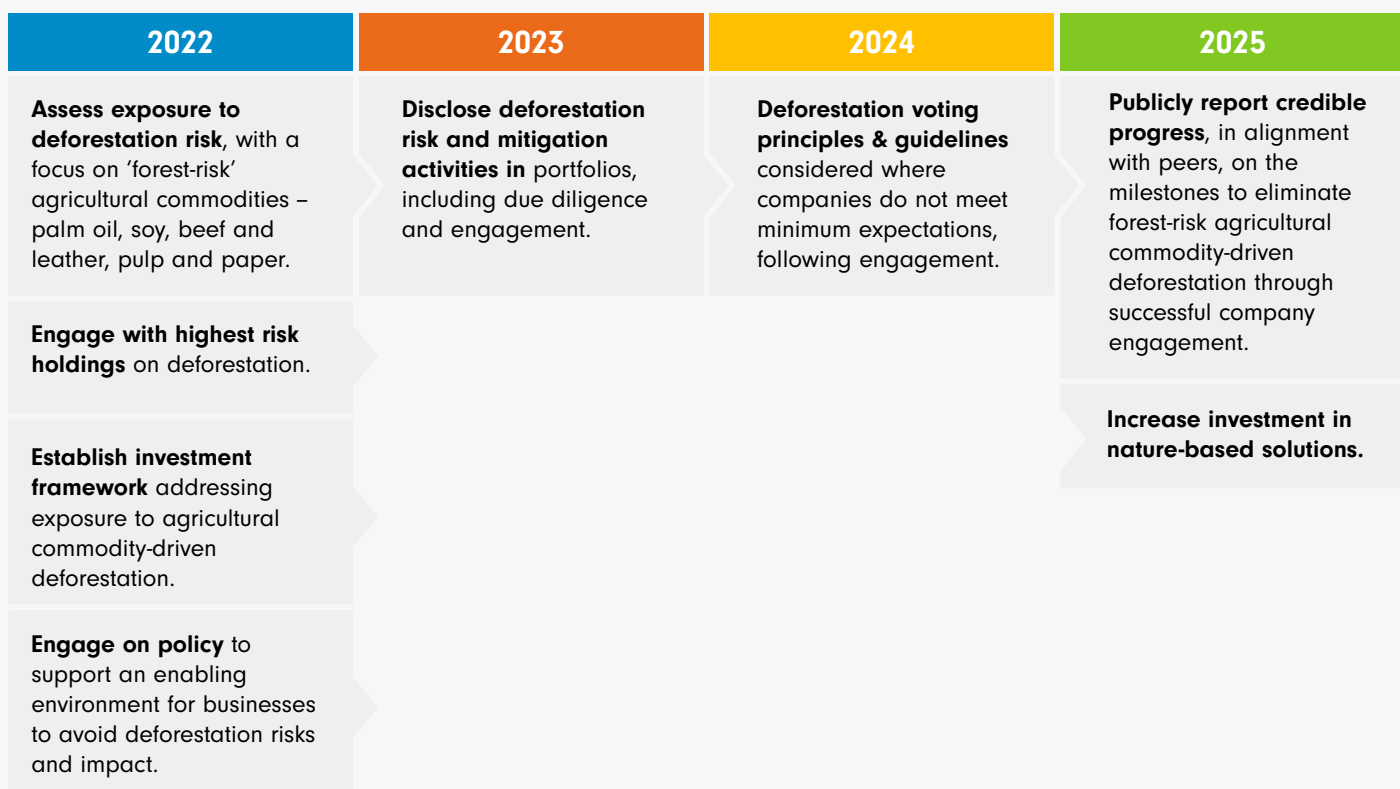 2022
Assess exposure to
deforestation risk, with a
focus on ‘forest-risk’
agricultural commodities –
palm oil, soy, beef and
leather, pulp and paper.
Engage with highest risk
holdings on deforestation.
Establish investment
framework addressing
exposure to agricultural
commodity-driven
deforestation.
Engage on policy to
support an enabling
environment for businesses
to avoid deforestation risks
and impact.
2023
Disclose deforestation
risk and mitigation
activities in portfolios,
including due diligence
and engagement.
2024
Deforestation voting
principles & guidelines
considered where
companies do not meet
minimum expectations,
following engagement.
2025
Publicly report credible
progress, in alignment
with peers, on the
milestones to eliminate
forest-risk agricultural
commodity-driven
deforestation through
successful company
engagement.
Increase investment in
nature-based solutions.